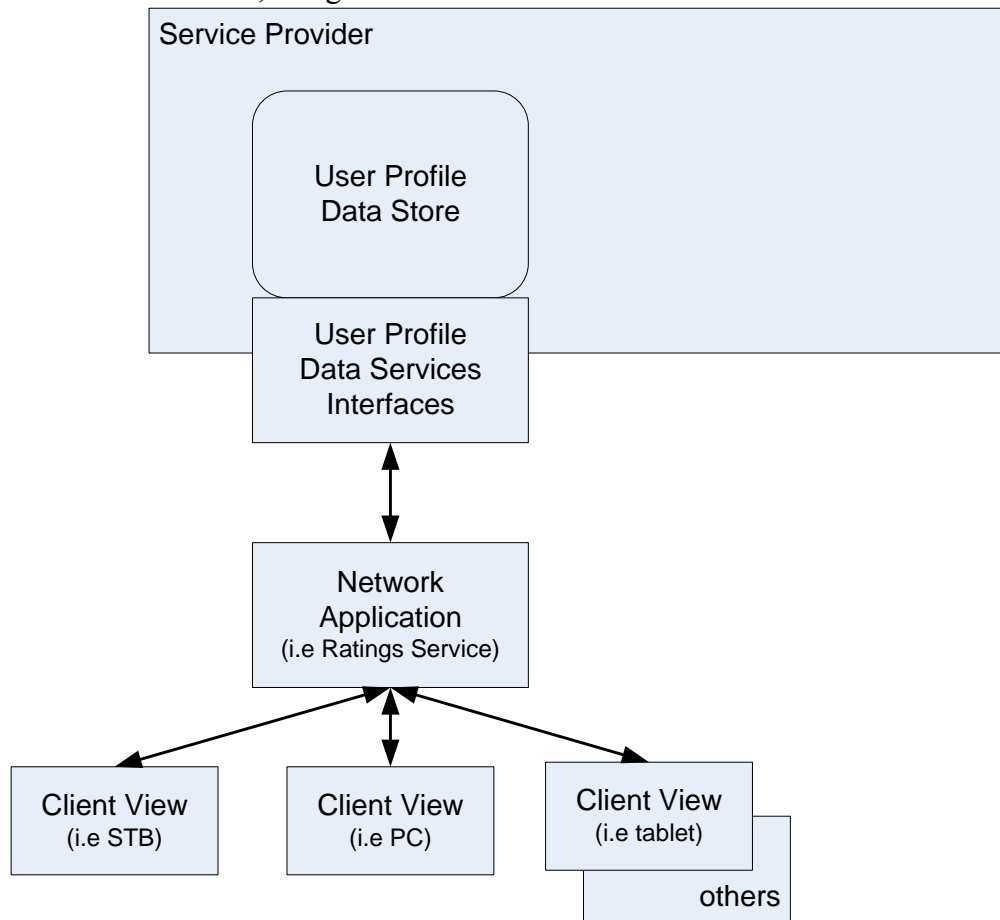 Service Provider
User Profile
Data Store
User Profile
Data Services
Interfaces
Network
Application
(i.e Ratings Service)
Client View
(i.e STB)
Client View
(i.e PC)
Client View
(i.e tablet)
others